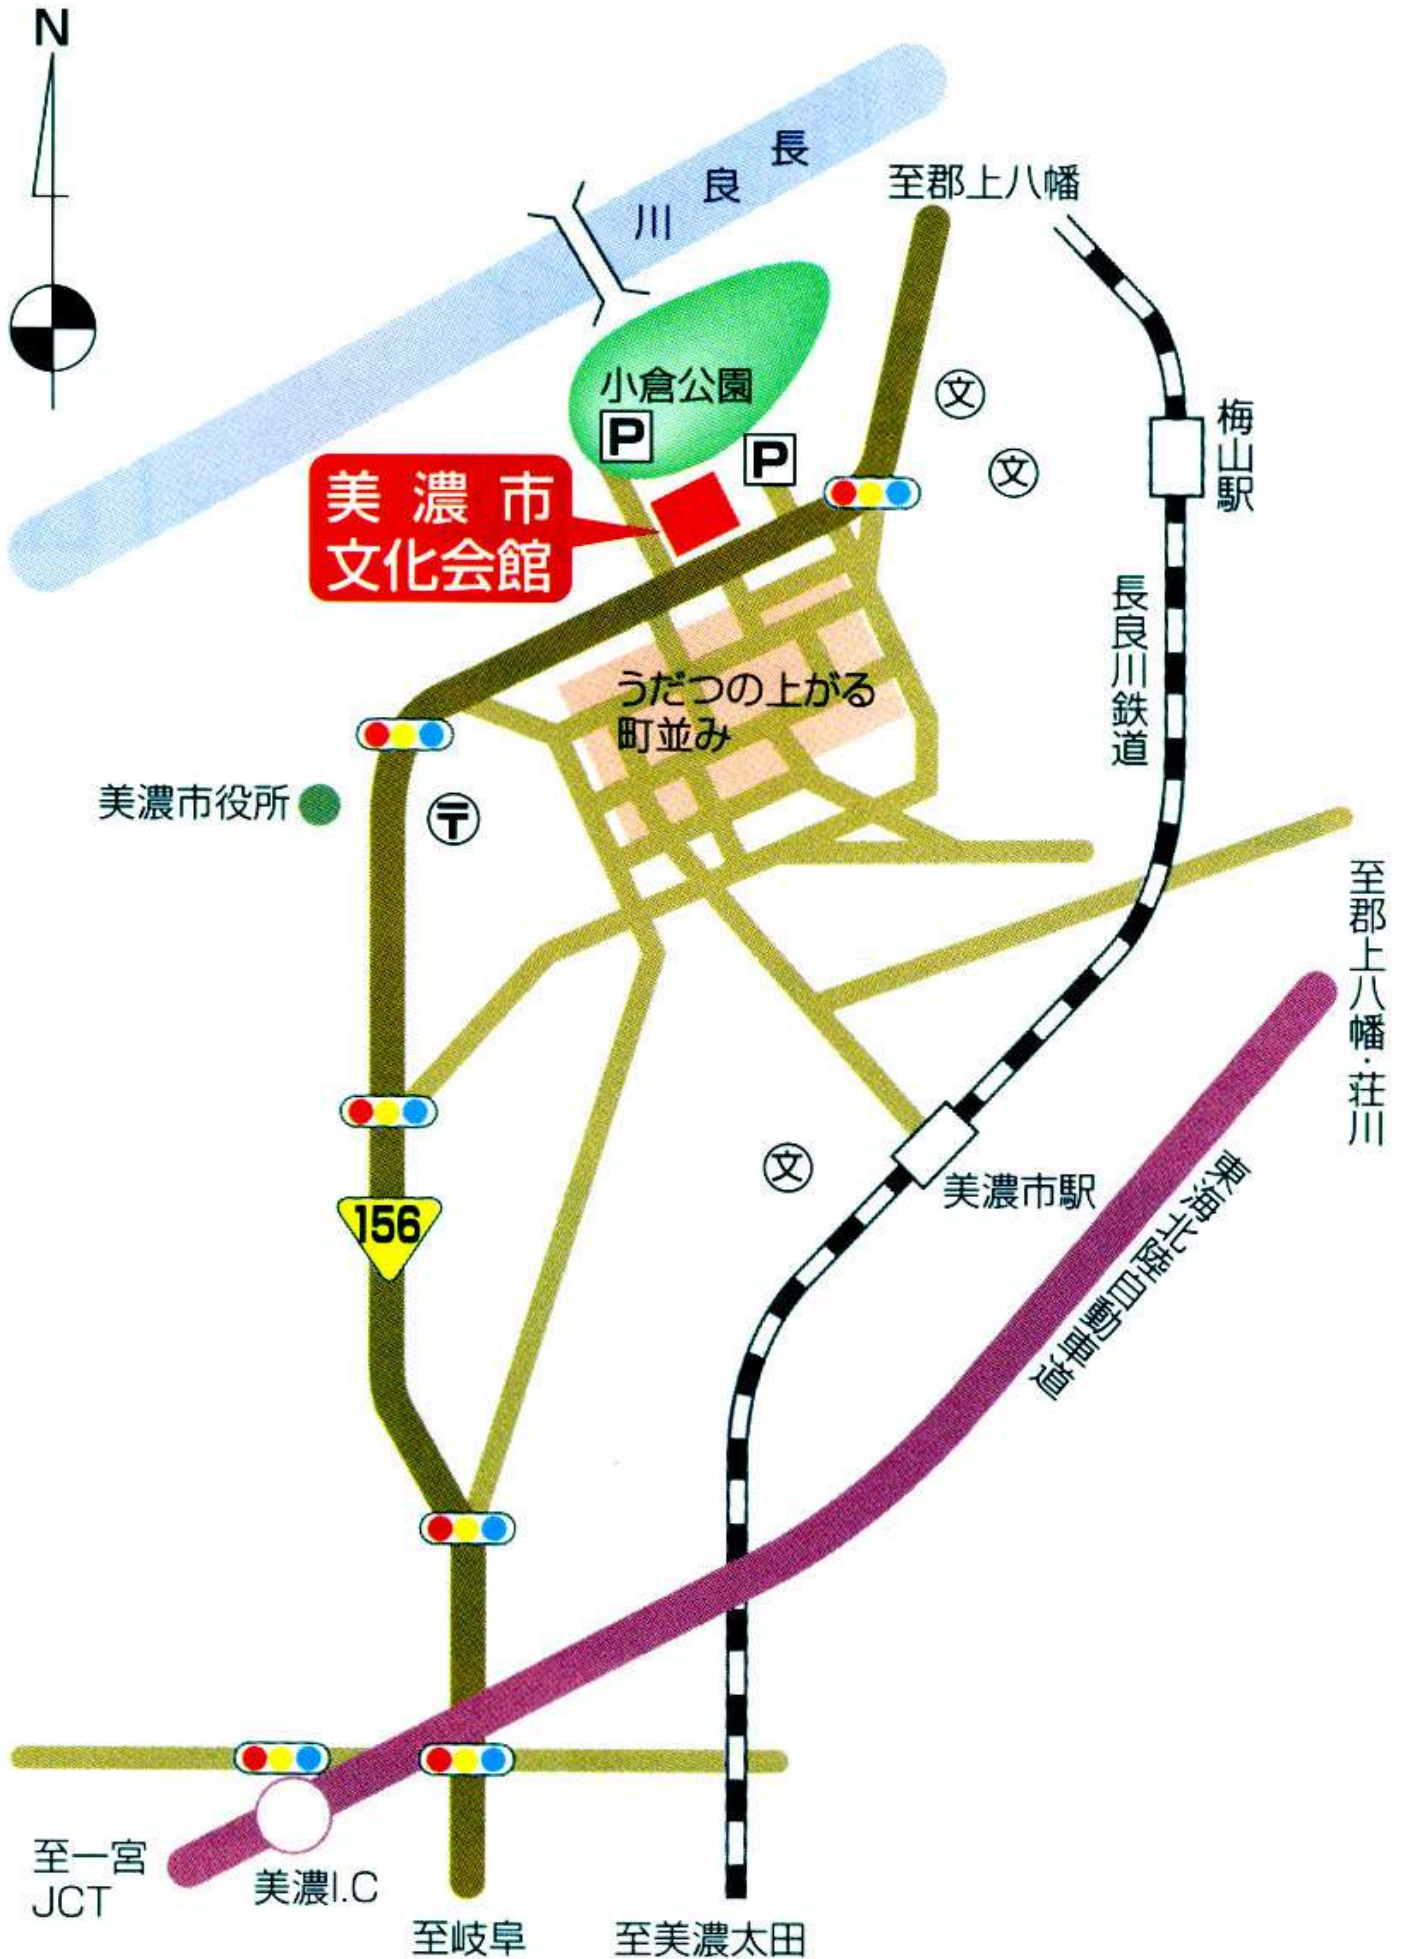 N
長良川
至郡上八幡
小倉公園
P
P
文
文
梅山駅
美濃市
文化会館
長良川鉄道
うだつの上がる
町並み
美濃市役所
〒
至郡上八幡・荘川
156
文
美濃市駅
東海北陸自動車道
至一宮
JCT
美濃I.C
至岐阜
至美濃太田